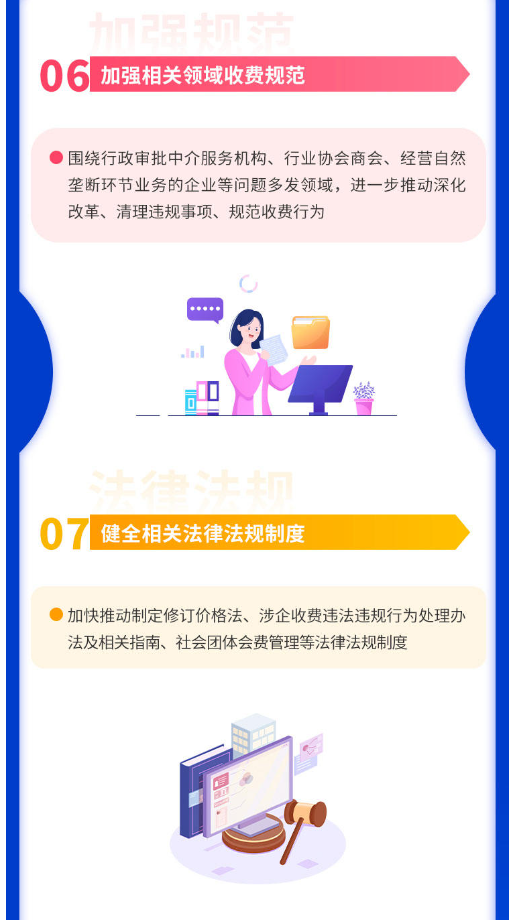 加强规范
06
加强相关领域收费规范
围绕行政审批中介服务机构、行业协会商会、经营自然
垄断环节业务的企业等问题多发领域，进一步推动深化
改革、清理违规事项、规范收费行为
法律法规
07
健全相关法律法规制度
加快推动制定修订价格法、涉企收费违法违规行为处理办
法及相关指南、社会团体会费管理等法律法规制度